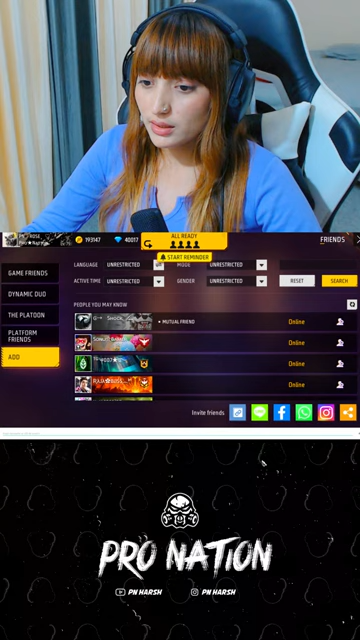 PN_ROSE_
193147
40017
ALL READY
START REMINDER
FRIENDS
GAME FRIENDS
DYNAMIC DUO
THE PLATOON
PLATFORM FRIENDS
ADD
LANGUAGE UNRESTRICTED MODE UNRESTRICTED
ACTIVE TIME UNRESTRICTED GENDER UNRESTRICTED RESET SEARCH
PEOPLE YOU MAY KNOW
MUTUAL FRIEND Online
Online
Online
Online
Invite friends
PRO NATION
PN HARSH PN HARSH